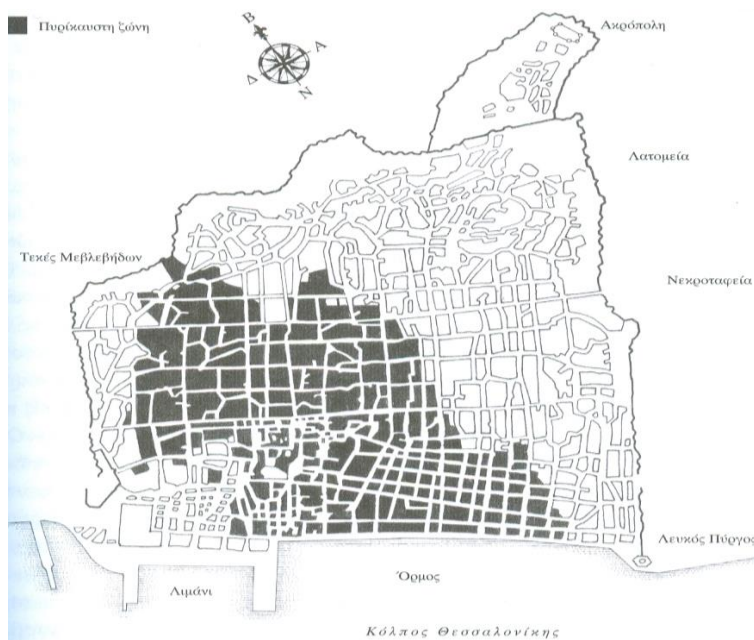 Πυρίκαυστη ζώνη
Β
Α
Δ
Ζ
Ακρόπολη
Λατομεία
Τεκές Μεβλεβήδων
Νεκροταφεία
Λευκός Πύργος
Όρμος
Λιμάνι
Κόλπος Θεσσαλονίκης